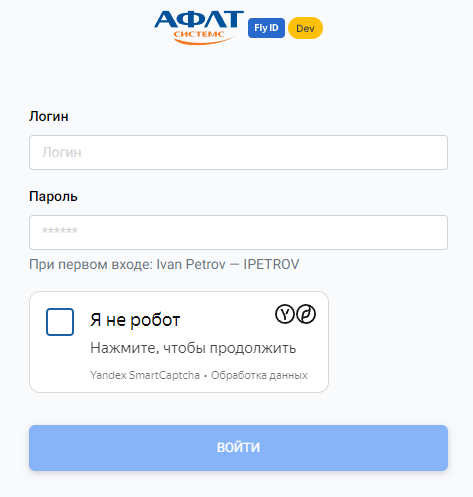 АФЛТ
СИСТЕМС
Fly ID
Dev
Логин
Логин
Пароль
******
При первом входе: Ivan Petrov — IPETROV
Я не робот
Нажмите, чтобы продолжить
Yandex SmartCaptcha • Обработка данных
ВОЙТИ